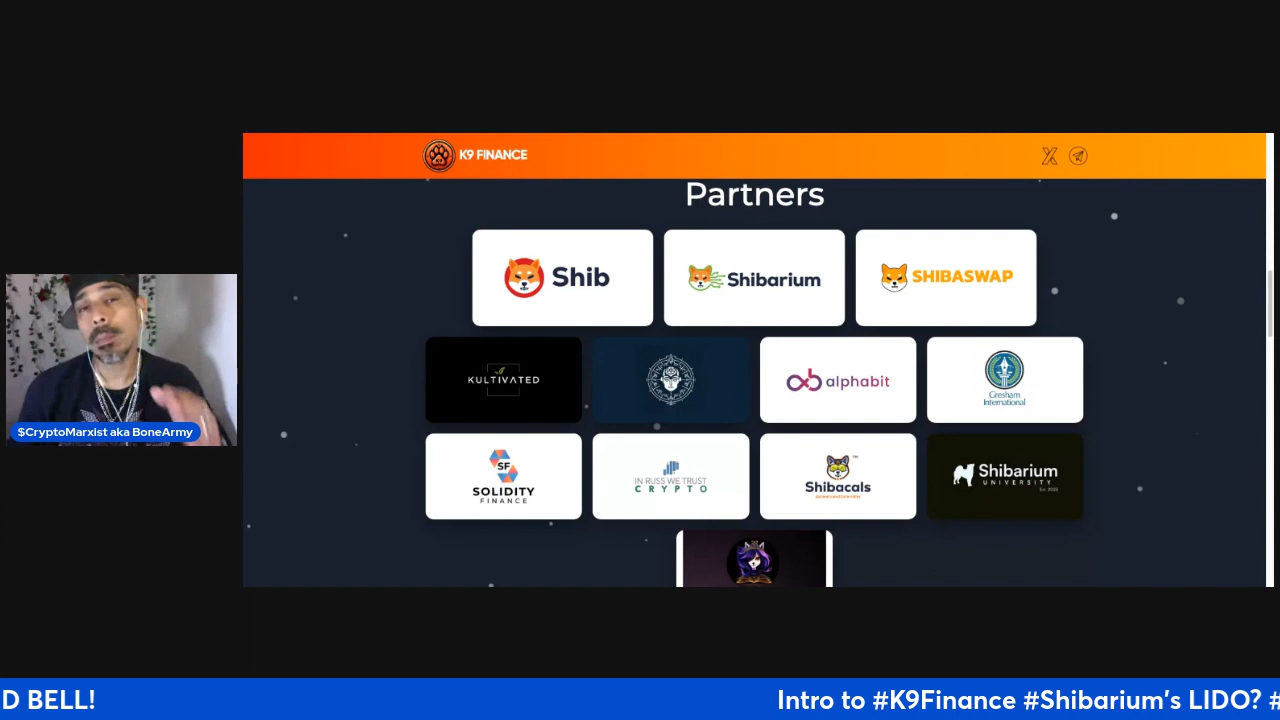 K9 FINANCE
Partners
Shib
Shibarium
SHIBASWAP
KULTIVATED
alphabit
Gresham
International
SF
SOLIDITY
FINANCE
IN RUSS WE TRUST
CRYPTO
Shibacals
TM
Shibarium
UNIVERSITY
$CryptoMarxist aka BoneArmy
D BELL!
Intro to #K9Finance #Shibarium's LIDO? #